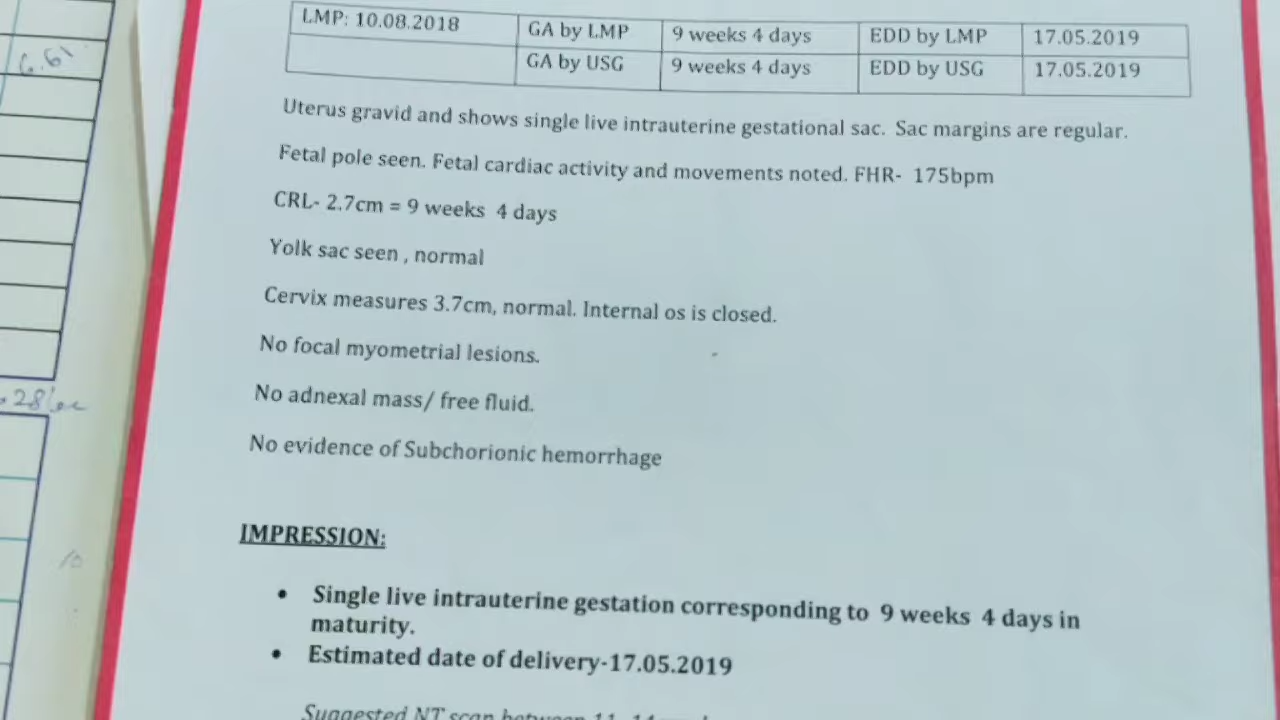 6.61
LMP: 10.08.2018 GA by LMP 9 weeks 4 days EDD by LMP 17.05.2019
GA by USG 9 weeks 4 days EDD by USG 17.05.2019
Uterus gravid and shows single live intrauterine gestational sac. Sac margins are regular.
Fetal pole seen. Fetal cardiac activity and movements noted. FHR- 175bpm
CRL- 2.7cm = 9 weeks 4 days
Yolk sac seen , normal
Cervix measures 3.7cm, normal. Internal os is closed.
No focal myometrial lesions.
No adnexal mass/ free fluid.
No evidence of Subchorionic hemorrhage
IMPRESSION:
• Single live intrauterine gestation corresponding to 9 weeks 4 days in
maturity.
• Estimated date of delivery-17.05.2019
Suggested NT scan between 11